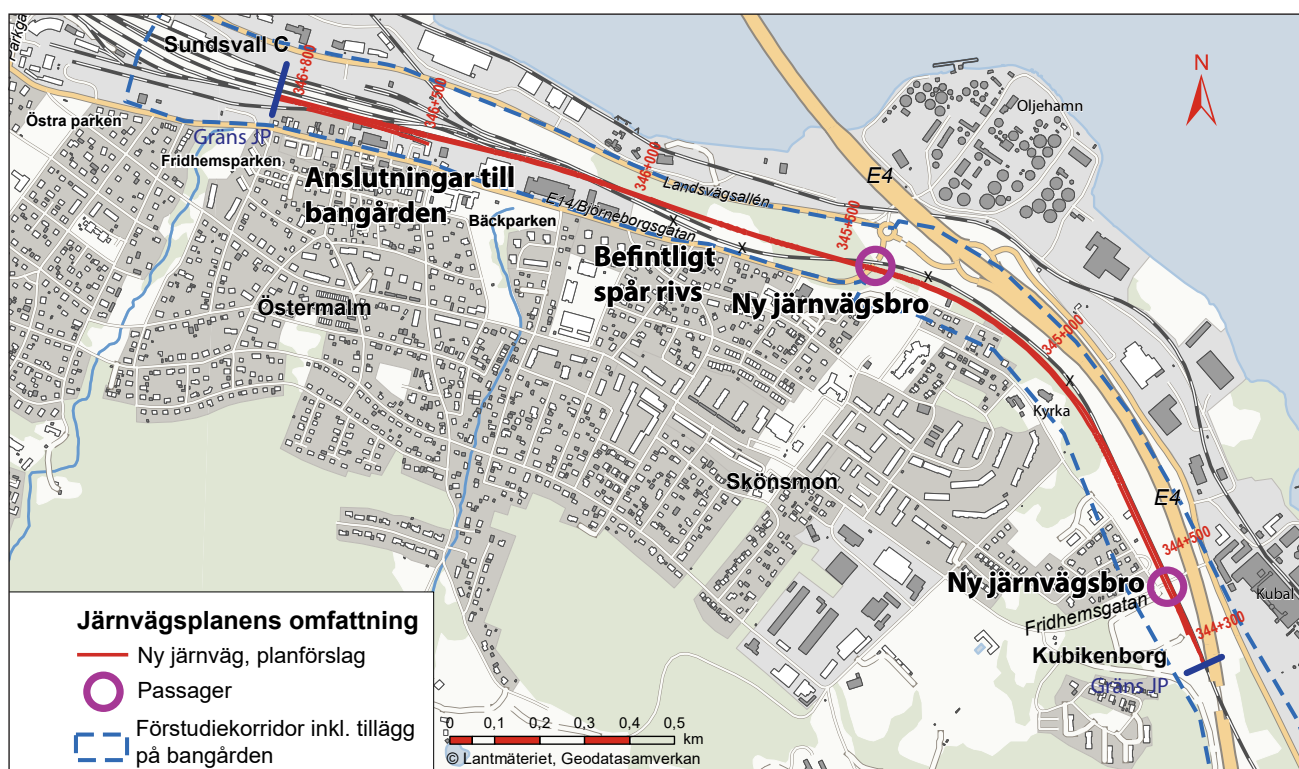 Parkga
Sundsvall C
346+800
346+500
N
Oljehamn
Östra parken
Gräns JP
Fridhemsparken
346+000
E4
Anslutningar till
bangården
Landsvägsallén
Bäckparken
E14/Björneborgsgatan
345+500
Befintligt
spår rivs
X
X
X
X
Ny järnvägsbro
Östermalm
345+000
Kyrka
Skönsmon
E4
344+500
Ny järnvägsbro
Kubal
Fridhemsgatan
344+300
Kubikenborg
Gräns JP
Järnvägsplanens omfattning
Ny järnväg, planförslag
Passager
Förstudiekorridor inkl. tillägg
på bangården
0 0,1 0,2 0,3 0,4 0,5
km
© Lantmäteriet, Geodatasamverkan